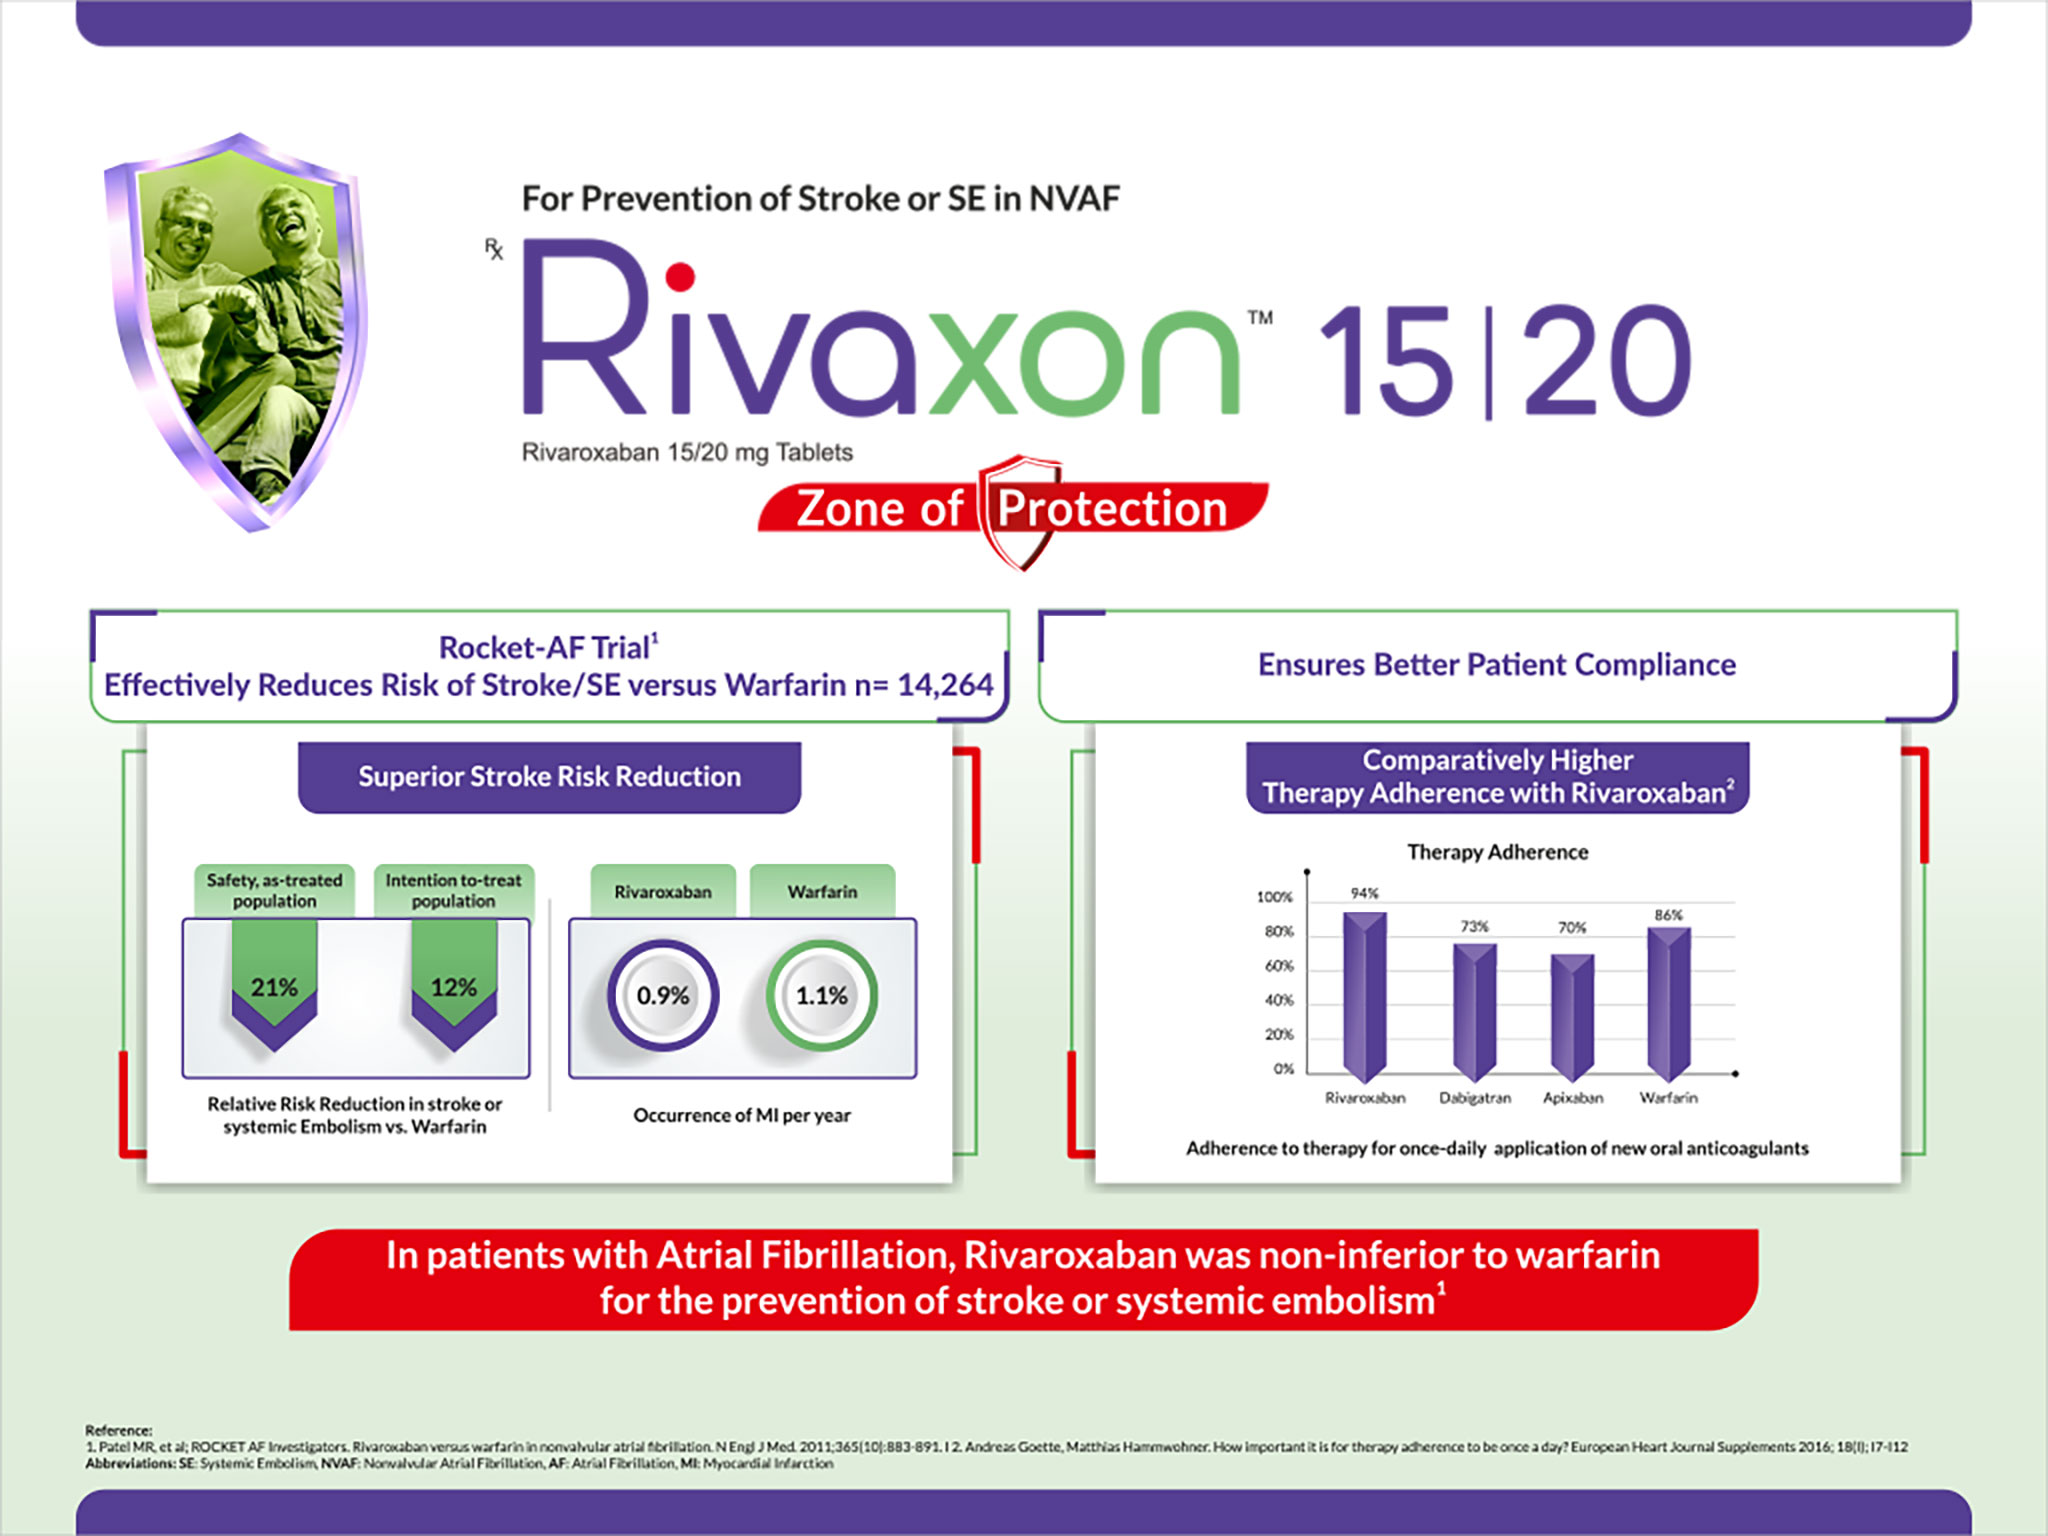 For Prevention of Stroke or SE in NVAF
Rx
Rivaxon™ 15|20
Rivaroxaban 15/20 mg Tablets
Zone of Protection
Rocket-AF Trial¹
Effectively Reduces Risk of Stroke/SE versus Warfarin n= 14,264
Superior Stroke Risk Reduction
Safety, as-treated
population
Intention to-treat
population
21%
12%
Relative Risk Reduction in stroke or
systemic Embolism vs. Warfarin
Rivaroxaban
Warfarin
0.9%
1.1%
Occurrence of MI per year
Ensures Better Patient Compliance
Comparatively Higher
Therapy Adherence with Rivaroxaban²
Therapy Adherence
100%
80%
60%
40%
20%
0%
94%
73%
70%
86%
Rivaroxaban
Dabigatran
Apixaban
Warfarin
Adherence to therapy for once-daily application of new oral anticoagulants
In patients with Atrial Fibrillation, Rivaroxaban was non-inferior to warfarin
for the prevention of stroke or systemic embolism¹
Reference:
1. Patel MR, et al; ROCKET AF Investigators. Rivaroxaban versus warfarin in nonvalvular atrial fibrillation. N Engl J Med. 2011;365(10):883-891. I 2. Andreas Goette, Matthias Hammwohner. How important it is for therapy adherence to be once a day? European Heart Journal Supplements 2016; 18(I); I7-I12
Abbreviations: SE: Systemic Embolism, NVAF: Nonvalvular Atrial Fibrillation, AF: Atrial Fibrillation, MI: Myocardial Infarction